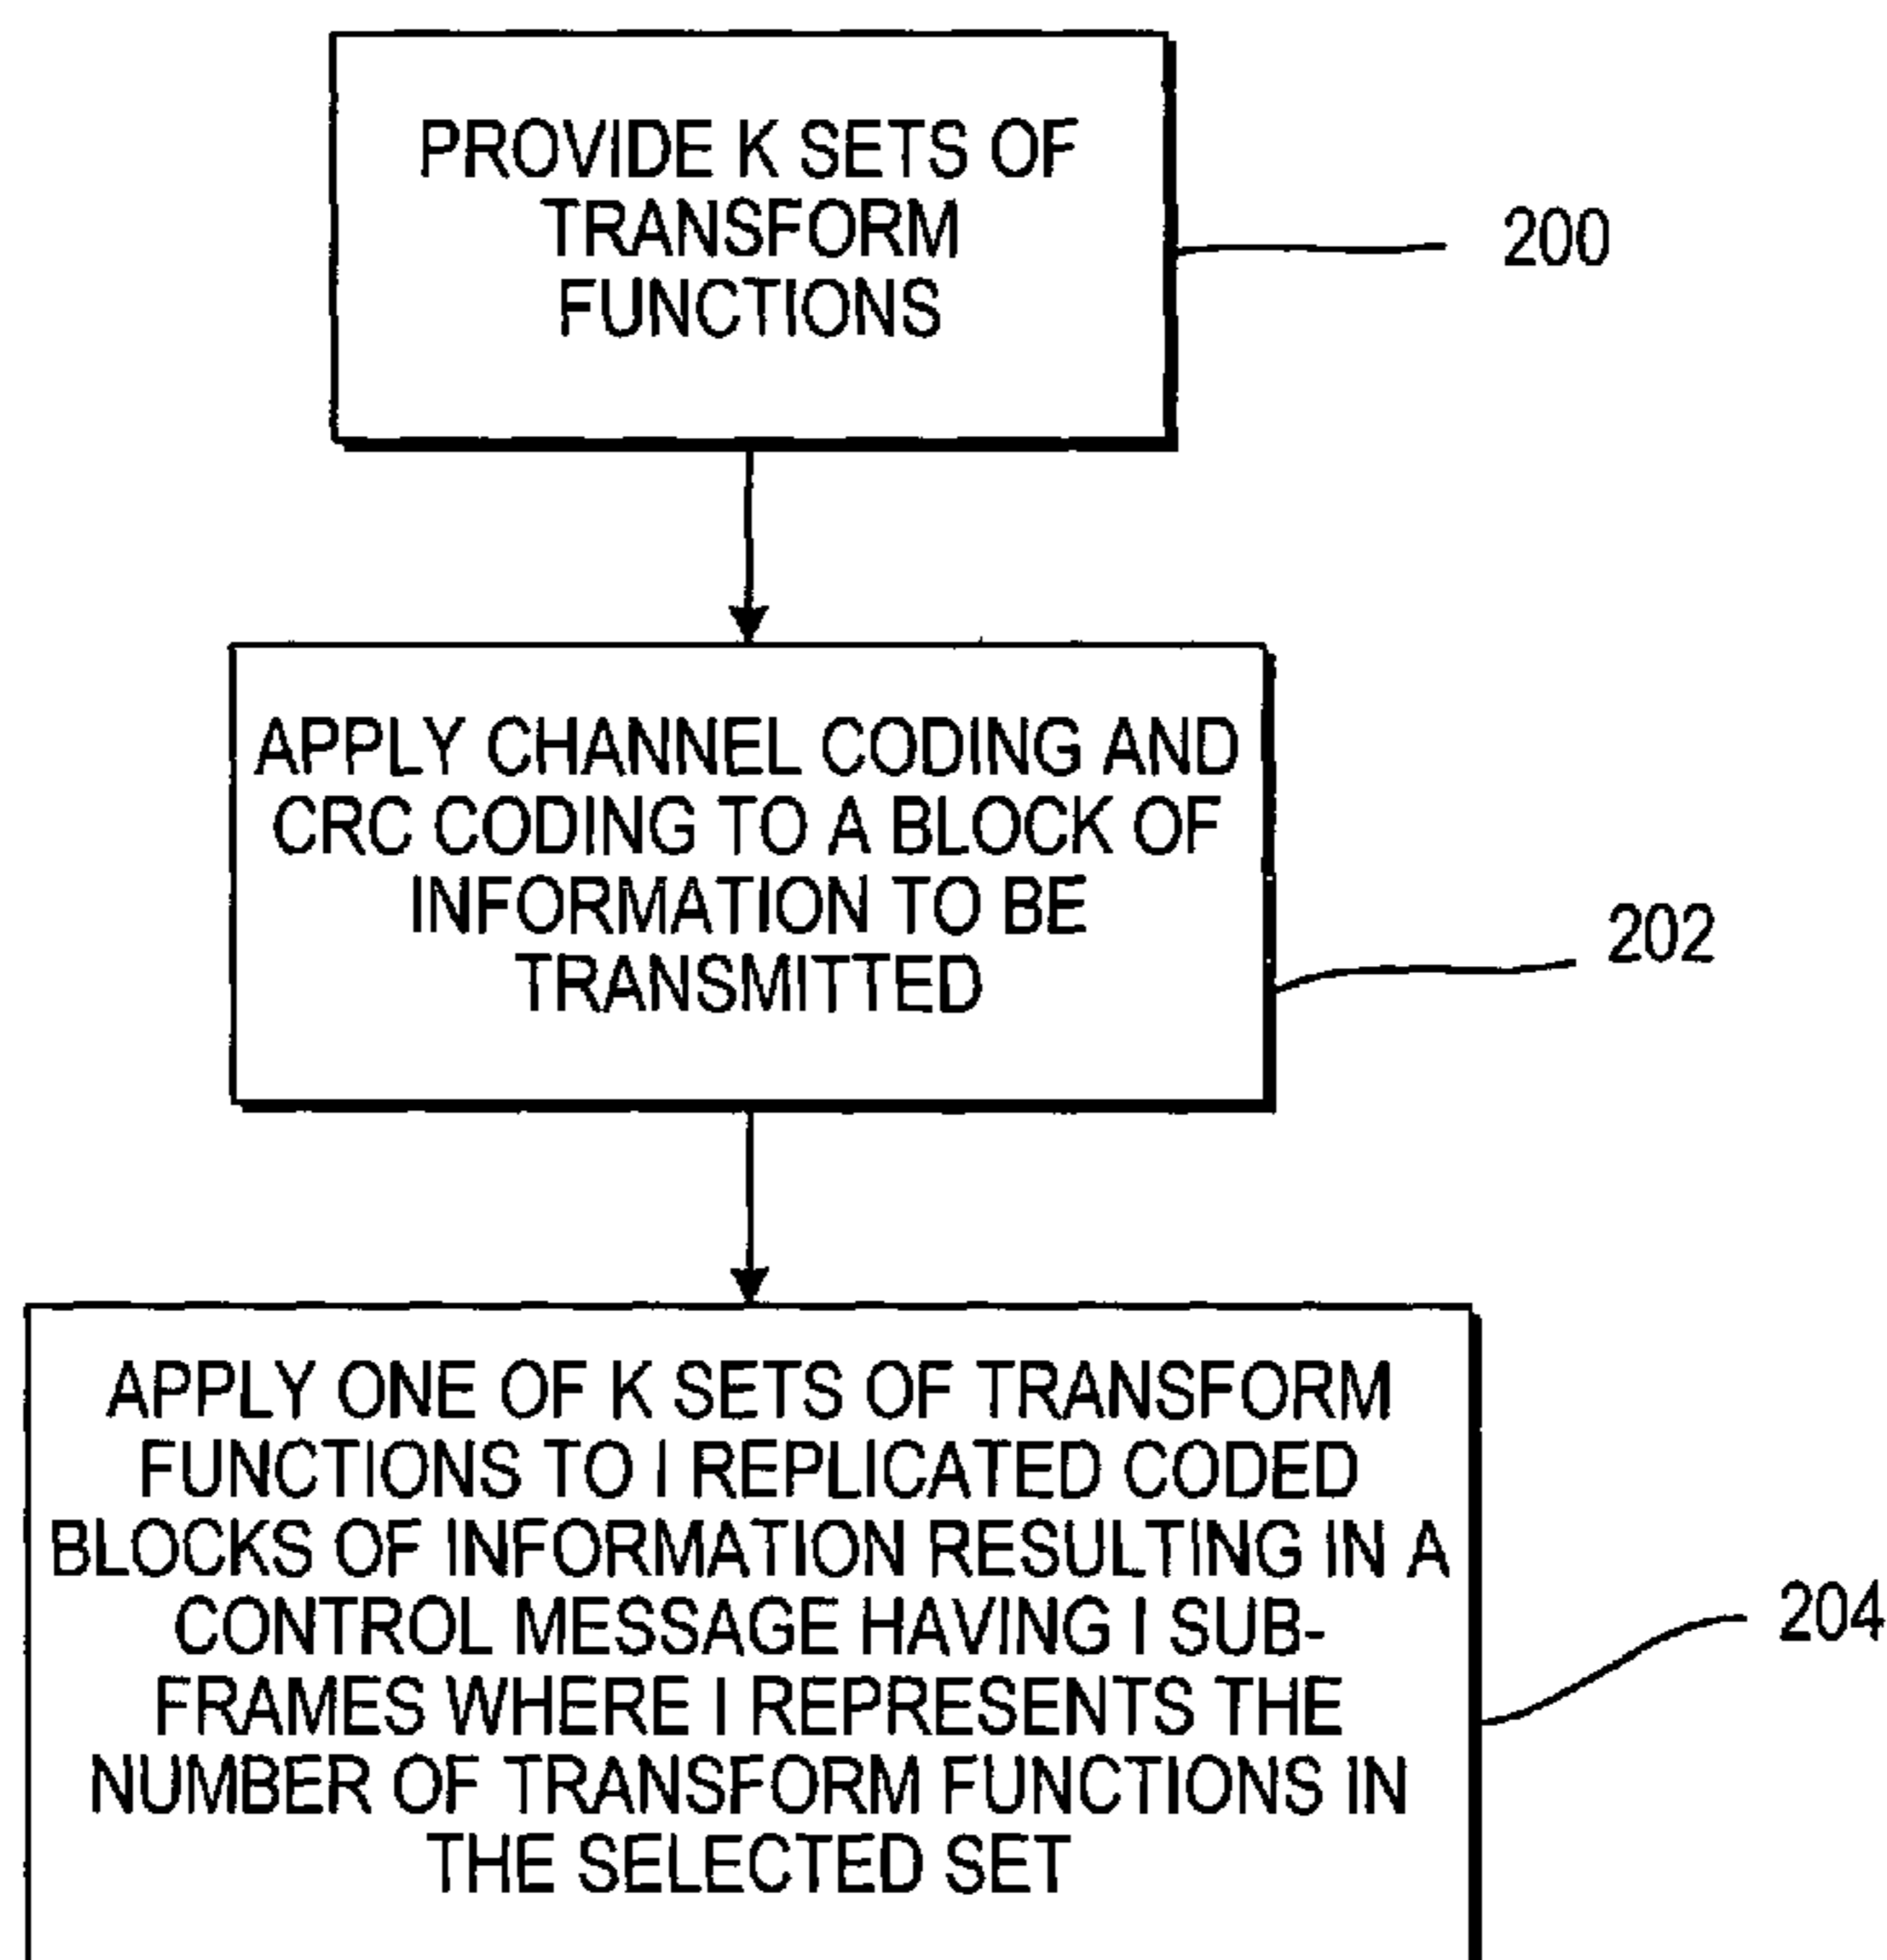 PROVIDE K SETS OF
TRANSFORM
FUNCTIONS
200
APPLY CHANNEL CODING AND
CRC CODING TO A BLOCK OF
INFORMATION TO BE
TRANSMITTED
202
APPLY ONE OF K SETS OF TRANSFORM
FUNCTIONS TO I REPLICATED CODED
BLOCKS OF INFORMATION RESULTING IN A
CONTROL MESSAGE HAVING I SUB-
FRAMES WHERE I REPRESENTS THE
NUMBER OF TRANSFORM FUNCTIONS IN
THE SELECTED SET
204